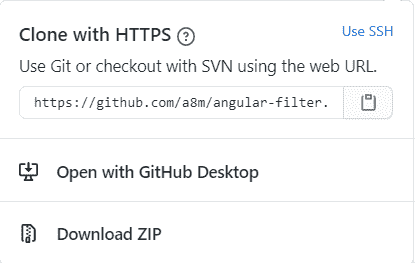 Clone with HTTPS
Use SSH
Use Git or checkout with SVN using the web URL.
https://github.com/a8m/angular-filter.
Open with GitHub Desktop
Download ZIP